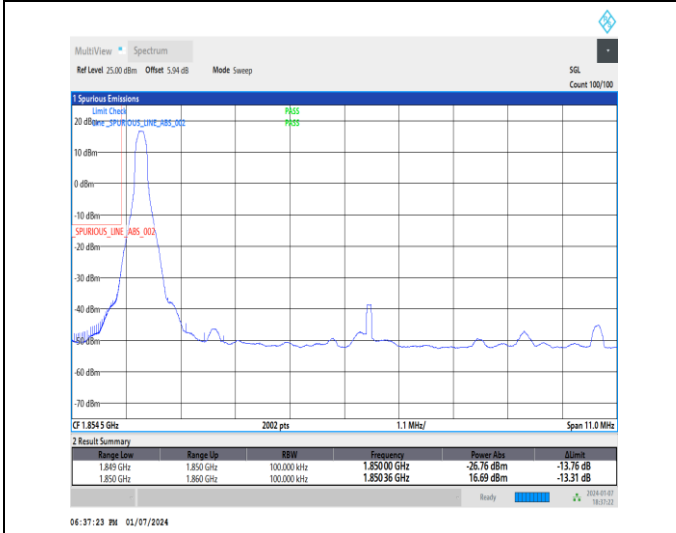 MultiView Spectrum
Ref Level 25.00 dBm Offset 5.94 dB Mode Sweep SGL
Count 100/100
1 Spurious Emissions
Limit Check PASS
Line _SPURIOUS_LINE_ABS_002 PASS
20 dBm
10 dBm
0 dBm
-10 dBm
_SPURIOUS_LINE_ABS_002
-20 dBm
-30 dBm
-40 dBm
-50 dBm
-60 dBm
-70 dBm
CF 1.854 5 GHz 2002 pts 1.1 MHz/ Span 11.0 MHz
2 Result Summary
Range Low Range Up RBW Frequency Power Abs ΔLimit
1.849 GHz 1.850 GHz 100.000 kHz 1.85000 GHz -26.76 dBm -13.76 dB
1.850 GHz 1.860 GHz 100.000 kHz 1.85036 GHz 16.69 dBm -13.31 dB
Ready 2024-01-07
18:37:22
06:37:23 PM 01/07/2024